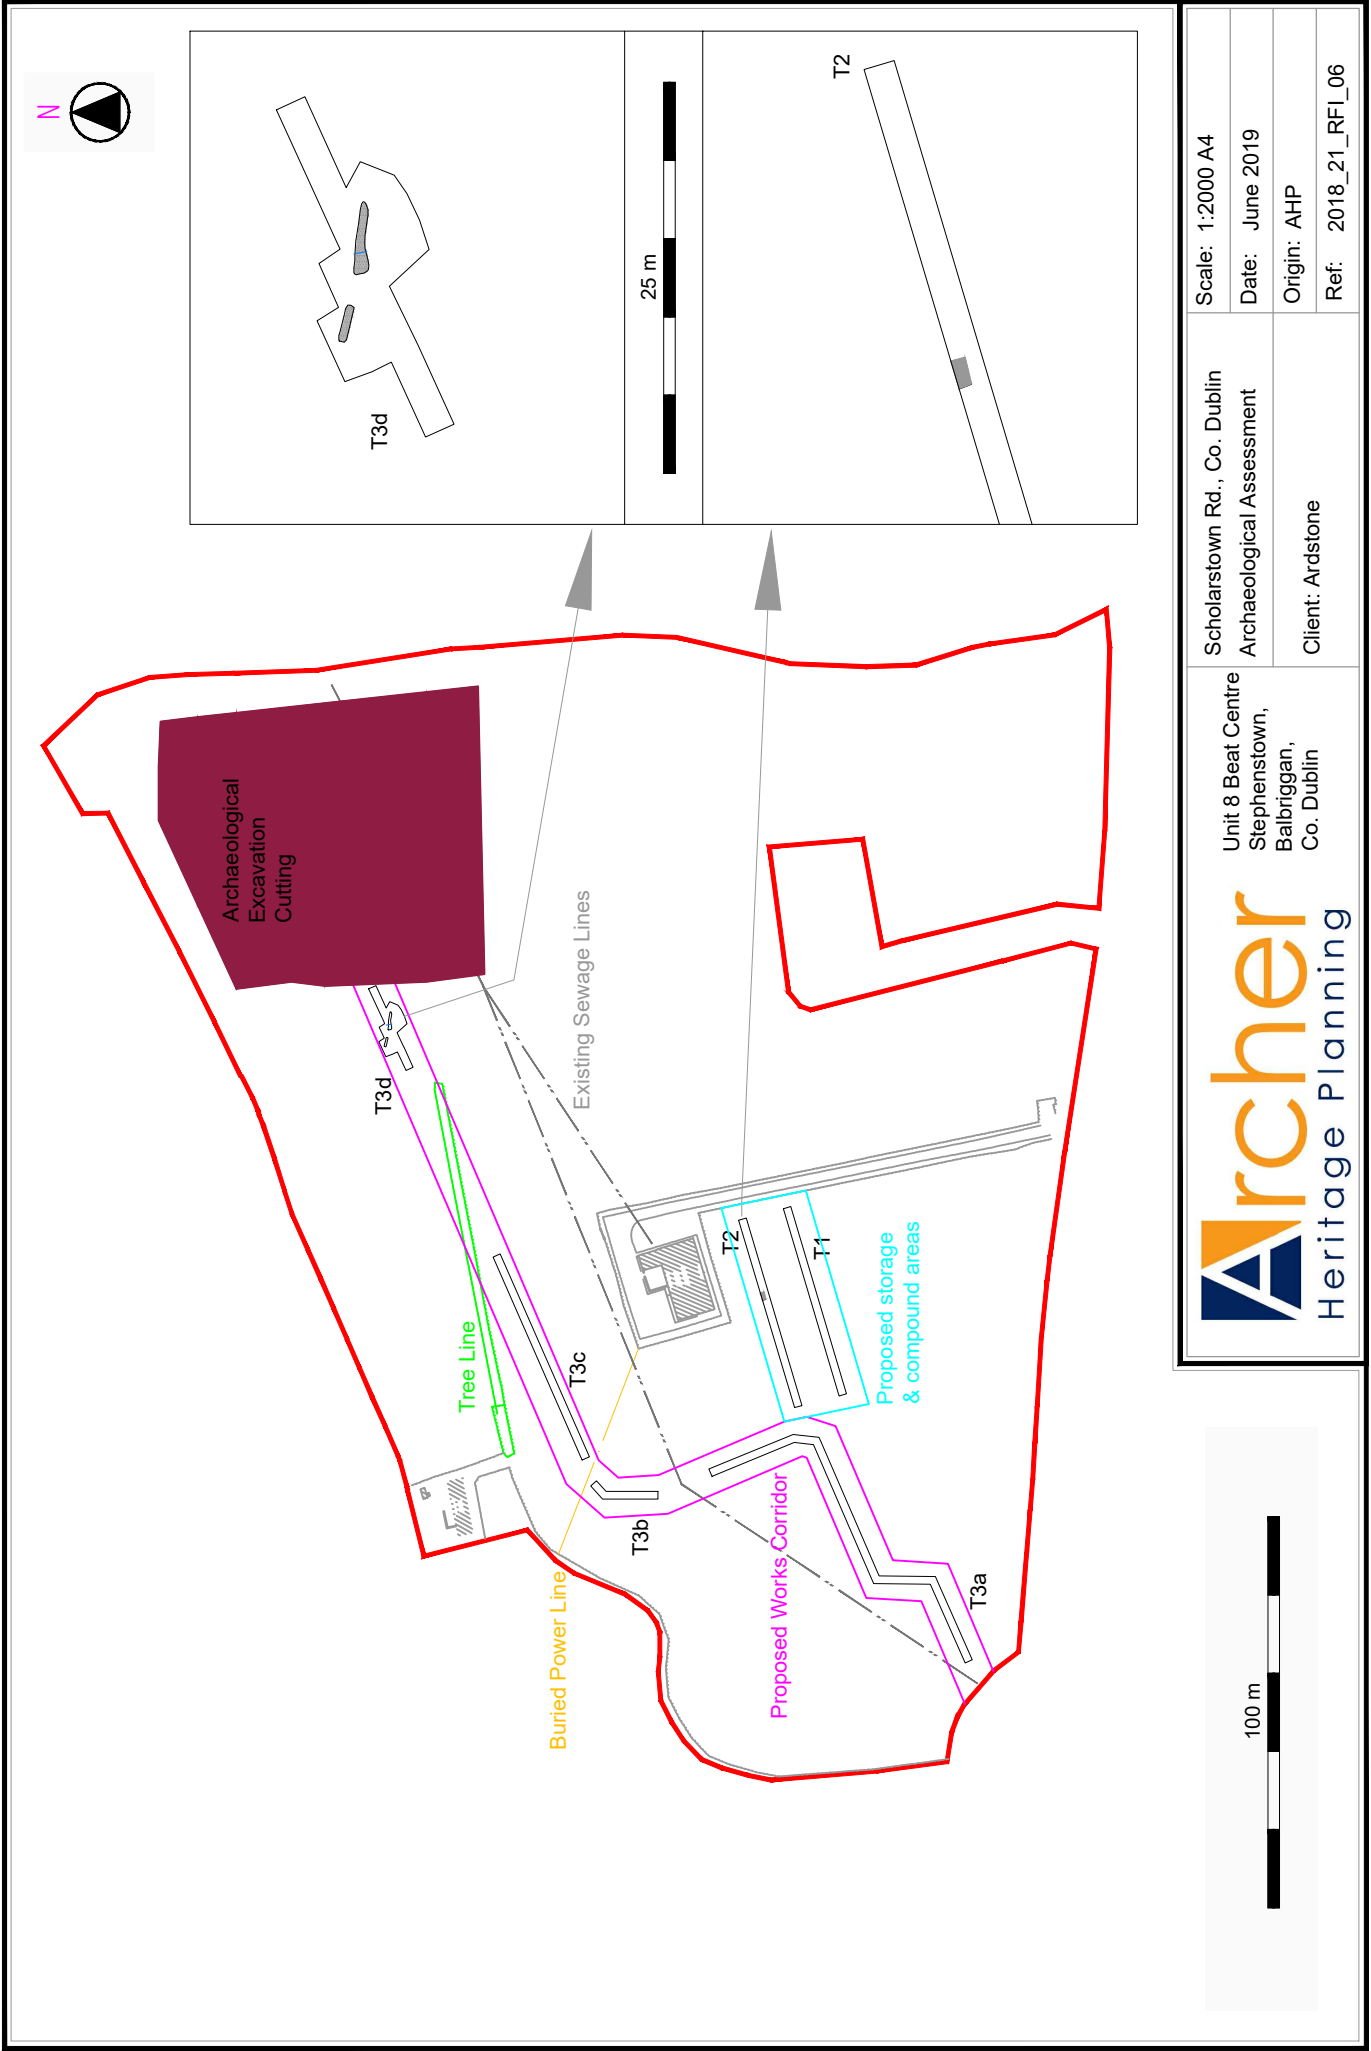 N
T3d
25 m
T2
Archaeological
Excavation
Cutting
Existing Sewage Lines
T3d
Tree Line
T3c
T2
T1
Proposed storage
& compound areas
T3b
Buried Power Line
Proposed Works Corridor
T3a
100 m
Archer
Heritage Planning
Unit 8 Beat Centre
Stephenstown,
Balbriggan,
Co. Dublin
Scholarstown Rd., Co. Dublin
Archaeological Assessment
Client: Ardstone
Scale: 1:2000 A4
Date: June 2019
Origin: AHP
Ref: 2018_21_RFI_06